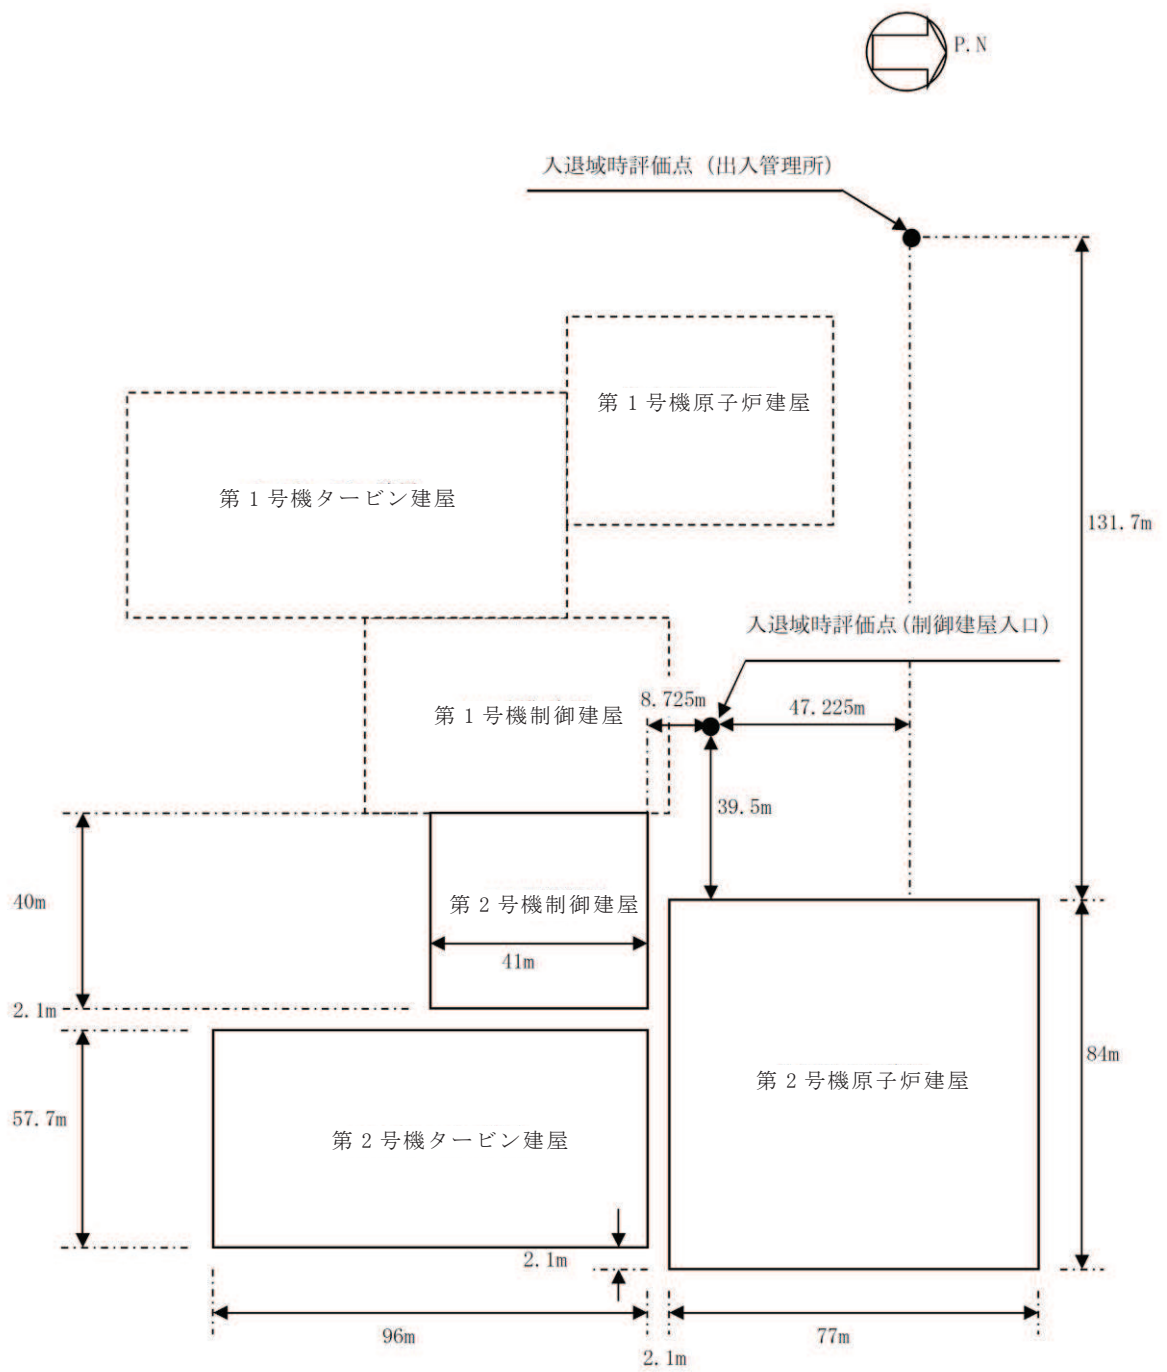 P.N
入退域時評価点（出入管理所）
第１号機原子炉建屋
第１号機タービン建屋
131.7m
入退域時評価点(制御建屋入口)
8.725m
47.225m
第１号機制御建屋
39.5m
40m
第２号機制御建屋
41m
2.1m
84m
第２号機原子炉建屋
57.7m
第２号機タービン建屋
2.1m
96m
77m
2.1m